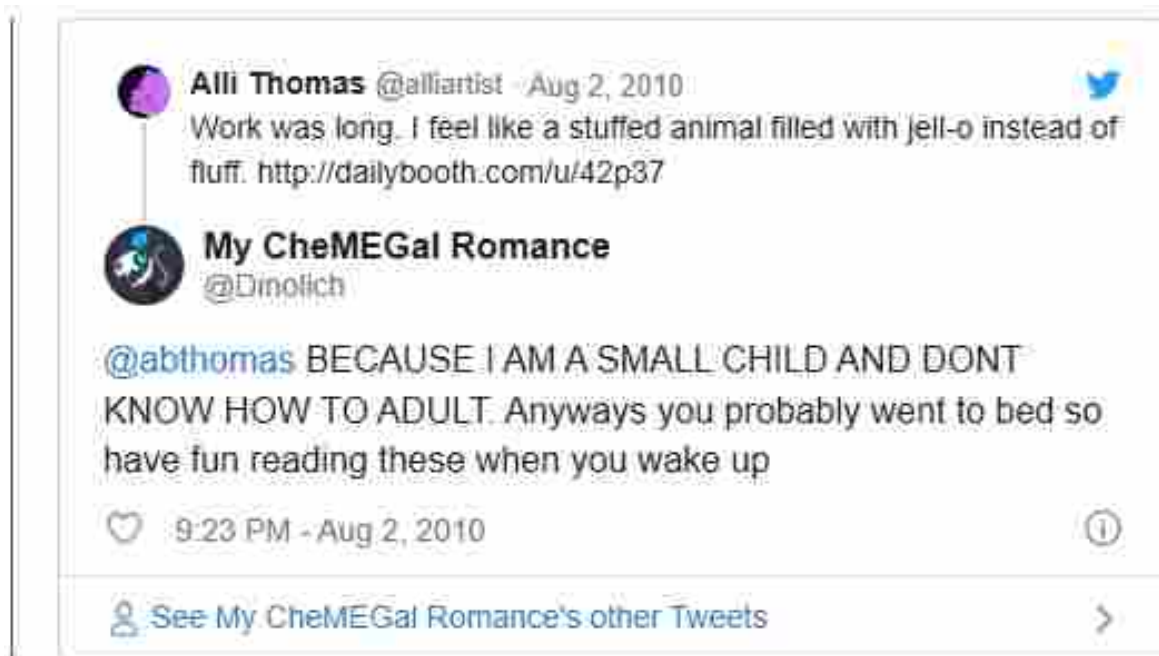 Alli Thomas @alliartist · Aug 2, 2010
Work was long. I feel like a stuffed animal filled with jell-o instead of
fluff. http://dailybooth.com/u/42p37
My CheMEGal Romance
@Dinolich
@abthomas BECAUSE I AM A SMALL CHILD AND DONT
KNOW HOW TO ADULT. Anyways you probably went to bed so
have fun reading these when you wake up
9:23 PM - Aug 2, 2010
See My CheMEGal Romance's other Tweets